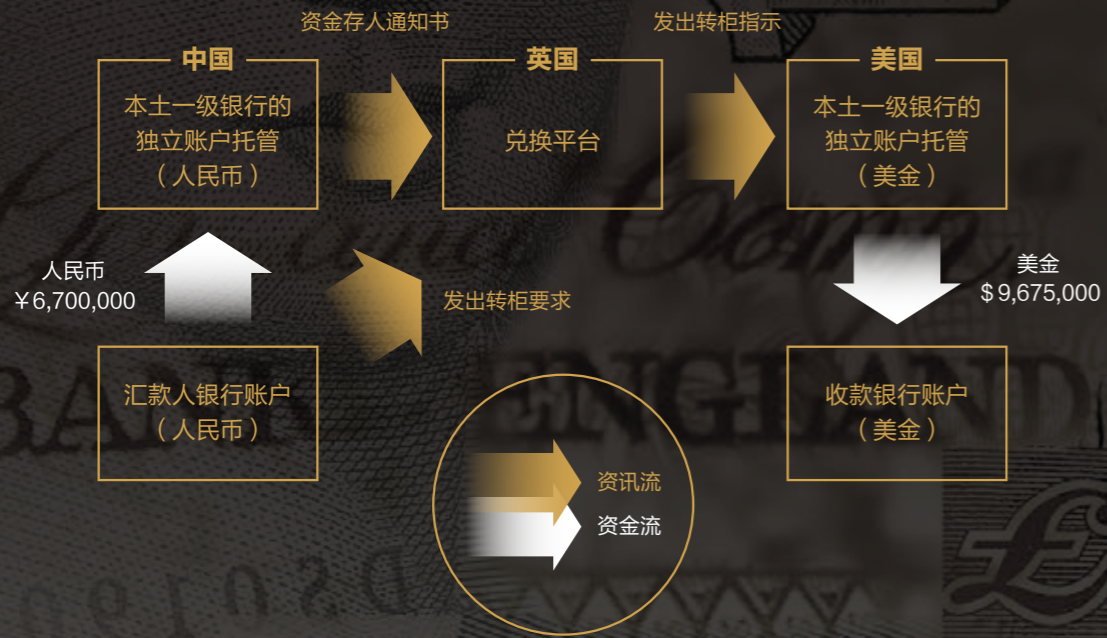 资金存人通知书
发出转柜指示
中国
英国
美国
本土一级银行的
独立账户托管
（人民币）
兑换平台
本土一级银行的
独立账户托管
（美金）
人民币
￥6,700,000
发出转柜要求
美金
$9,675,000
汇款人银行账户
（人民币）
收款银行账户
（美金）
资讯流
资金流
BANK ENGLAND